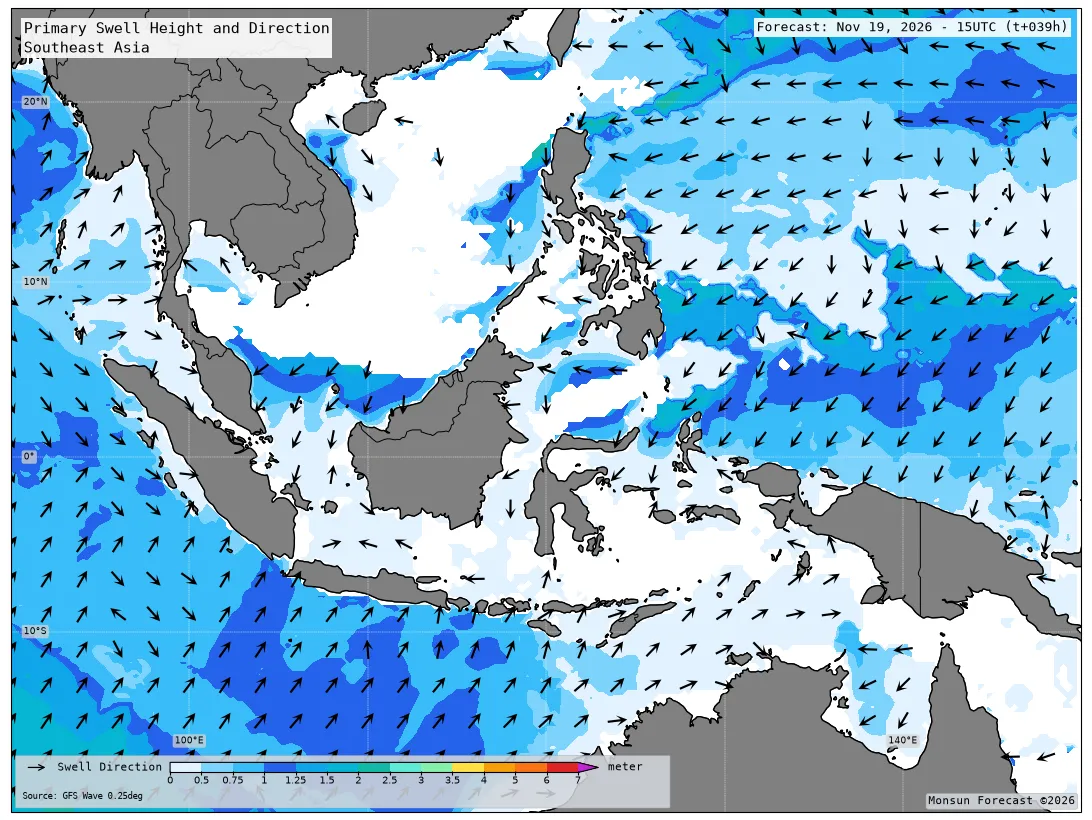 Primary Swell Height and Direction
Southeast Asia
Forecast: Nov 19, 2026 - 15UTC (t+039h)
20°N
10°N
0°
10°S
100°E
140°E
Swell Direction
0 0.5 0.75 1 1.25 1.5 2 2.5 3 3.5 4 5 6 7
meter
Source: GFS Wave 0.25deg
Monsun Forecast ©2026